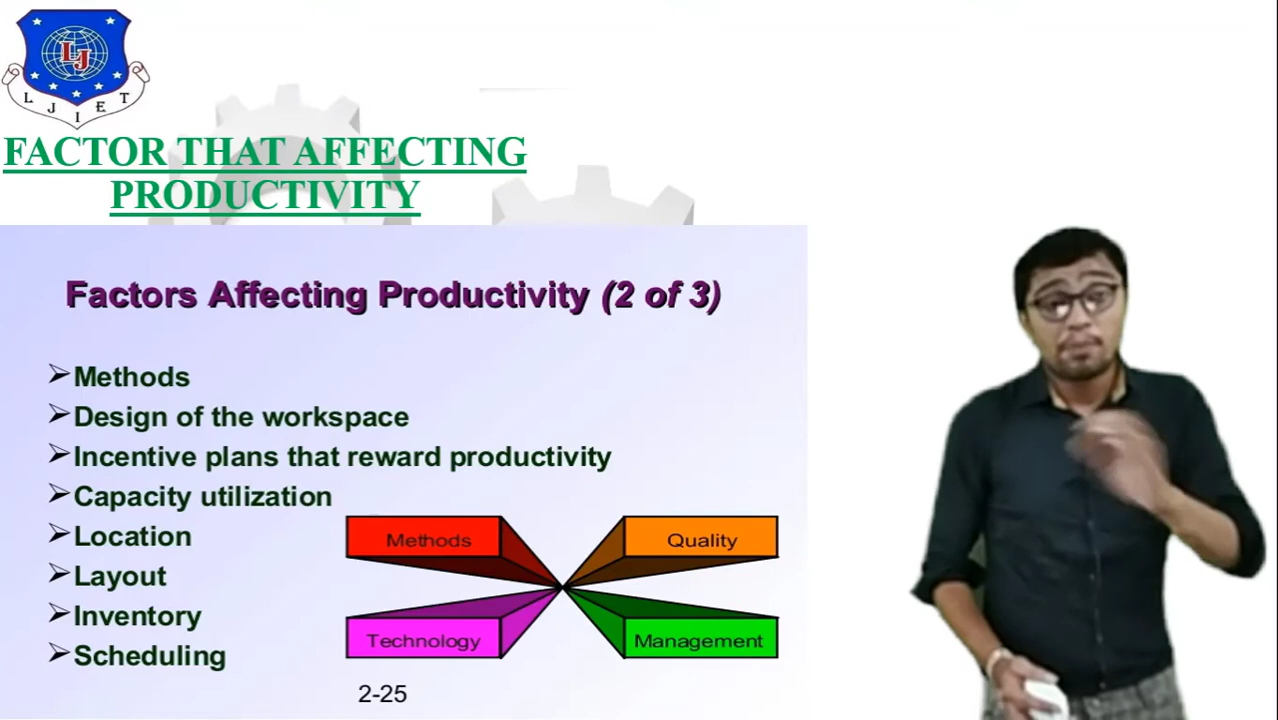 LJ
L J I E T
FACTOR THAT AFFECTING
PRODUCTIVITY
Factors Affecting Productivity (2 of 3)
Methods
Design of the workspace
Incentive plans that reward productivity
Capacity utilization
Location
Layout
Inventory
Scheduling
Methods
Quality
Technology
Management
2-25